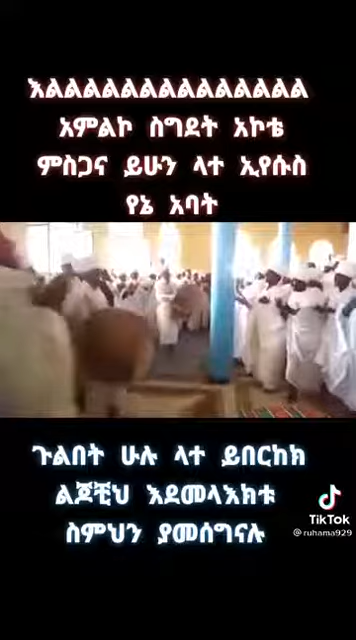 እልልልልልልልልልልልልልልል
አምልኮ ስግደት አኮቴ
ምስጋና ይሁን ላተ ኢየሱስ
የኔ አባት
ጉልበት ሁሉ ላተ ይበርከክ
ልጆቺህ እደመላእክቱ
ስምህን ያመሰግናሉ
TikTok
@ruhama929